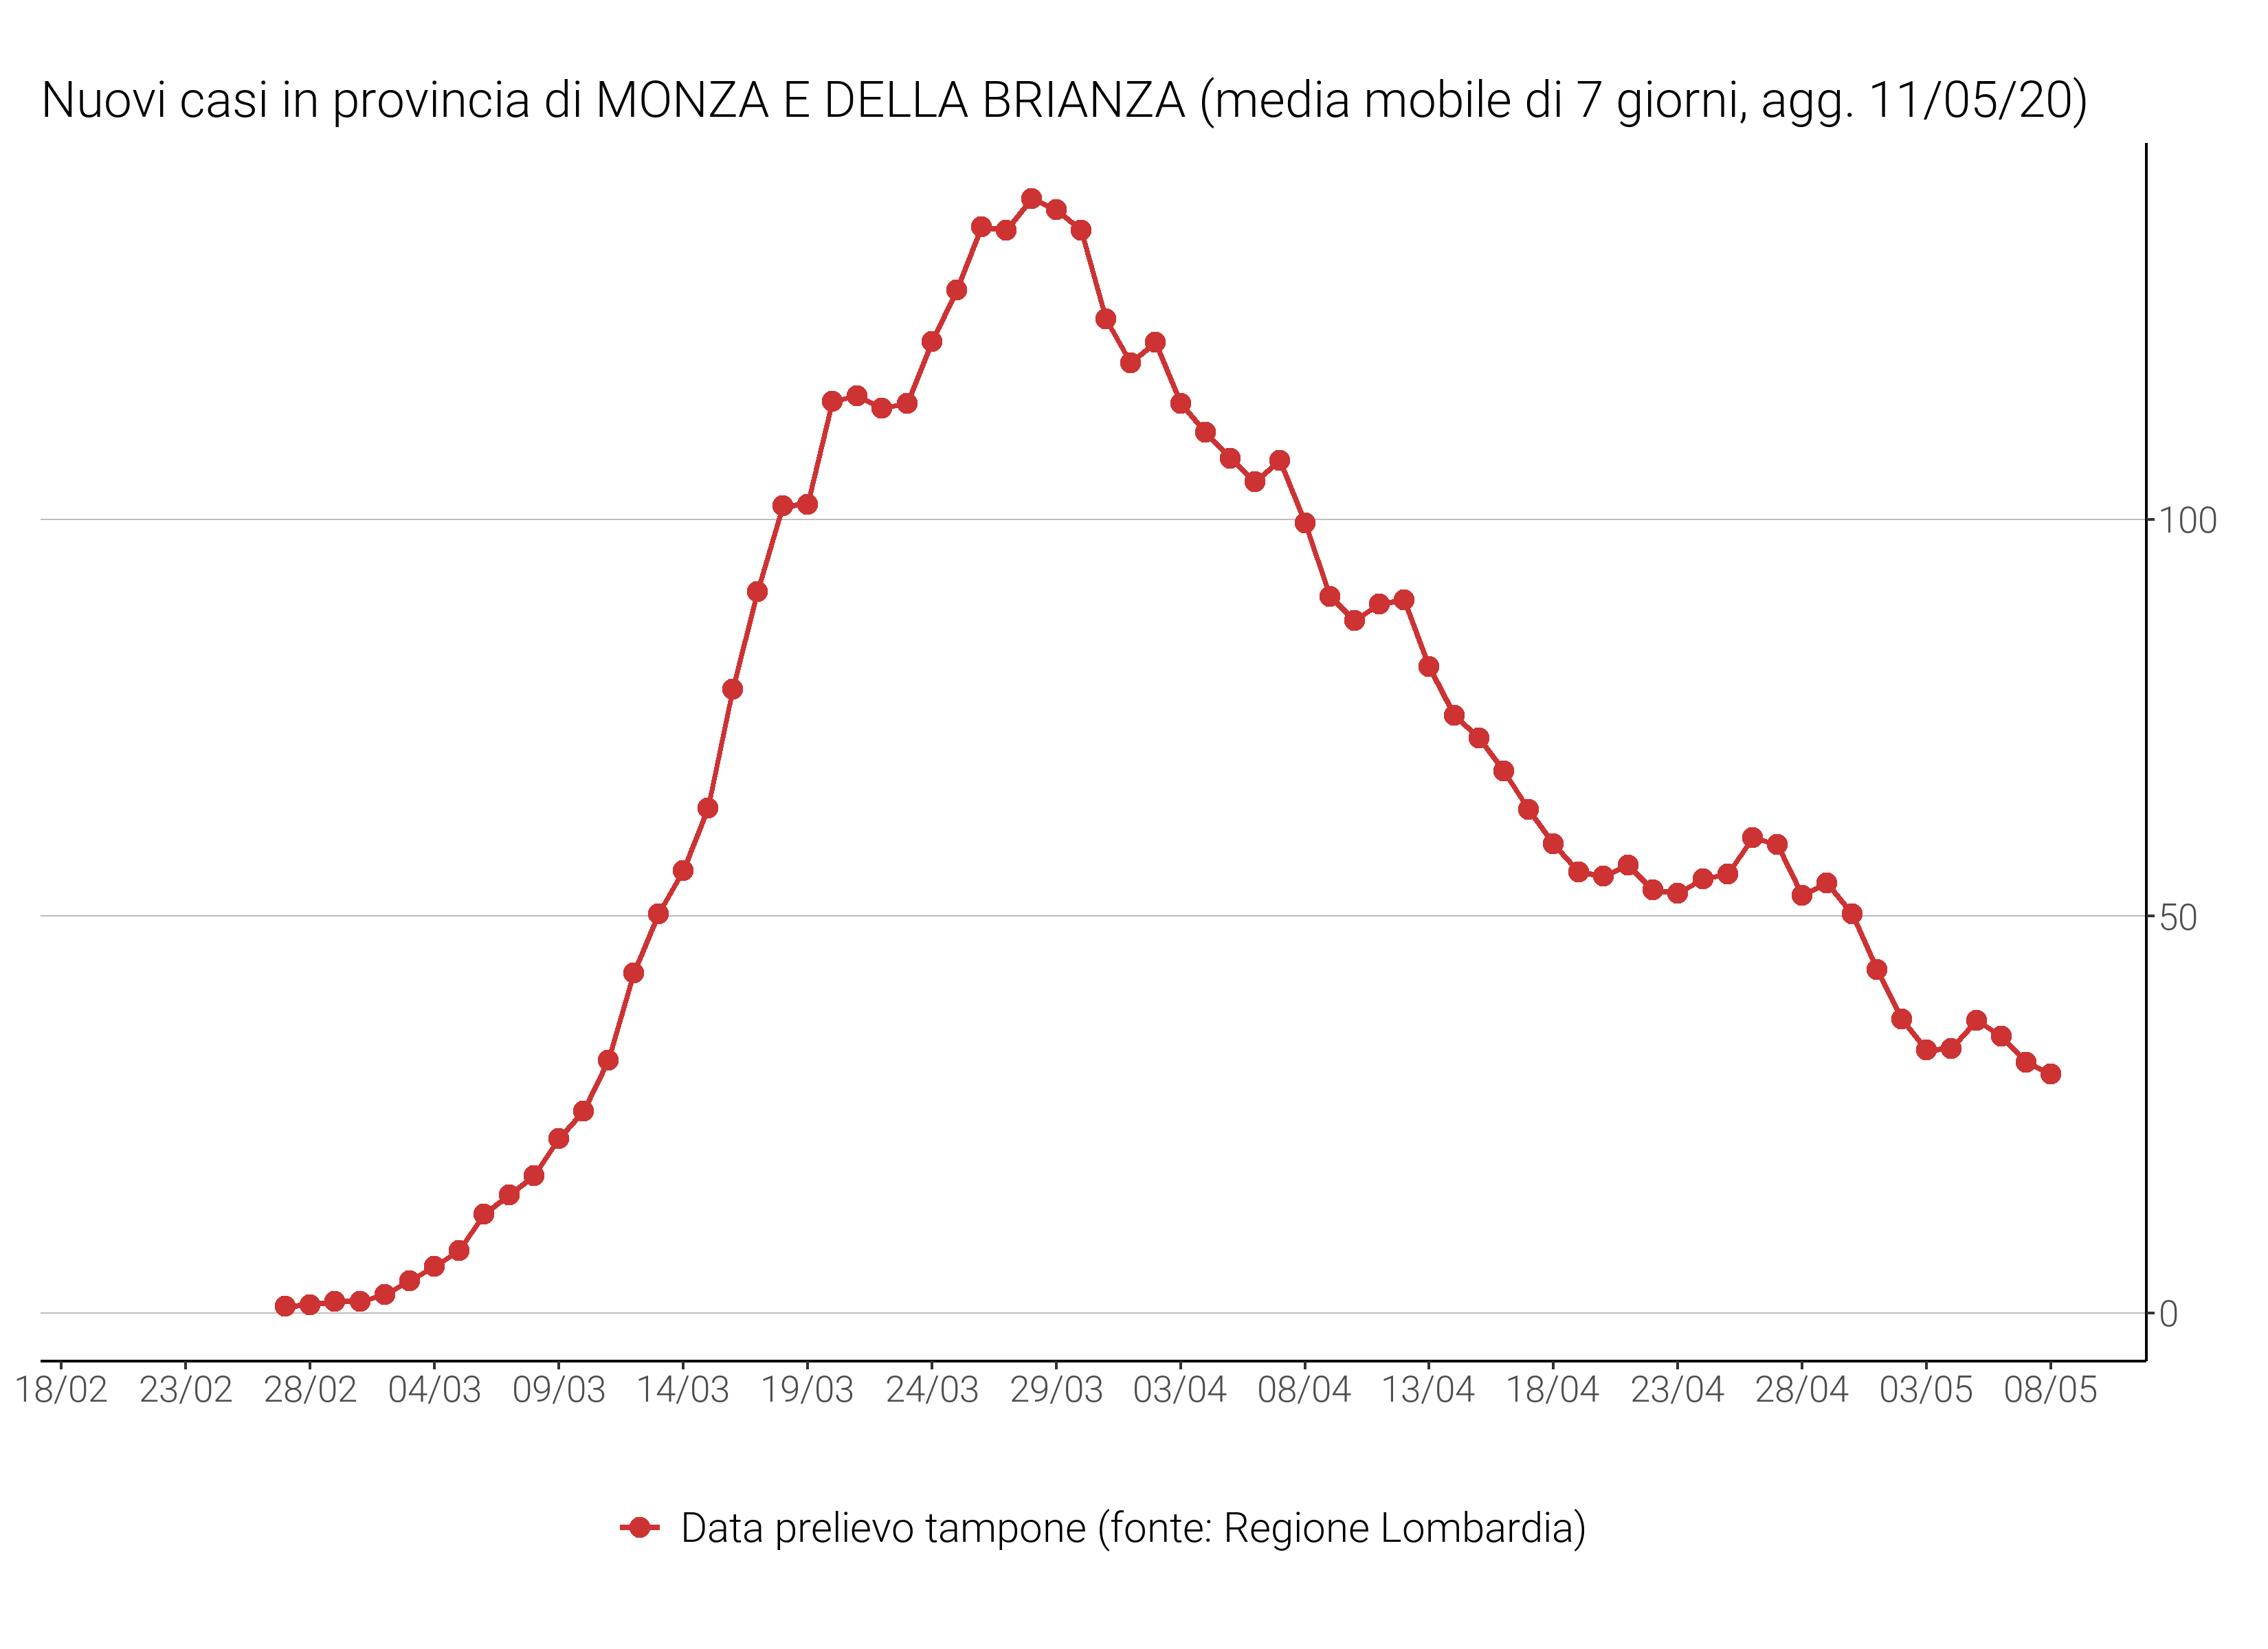 Nuovi casi in provincia di MONZA E DELLA BRIANZA (media mobile di 7 giorni, agg. 11/05/20)
100
50
0
18/02 23/02 28/02 04/03 09/03 14/03 19/03 24/03 29/03 03/04 08/04 13/04 18/04 23/04 28/04 03/05 08/05
Data prelievo tampone (fonte: Regione Lombardia)